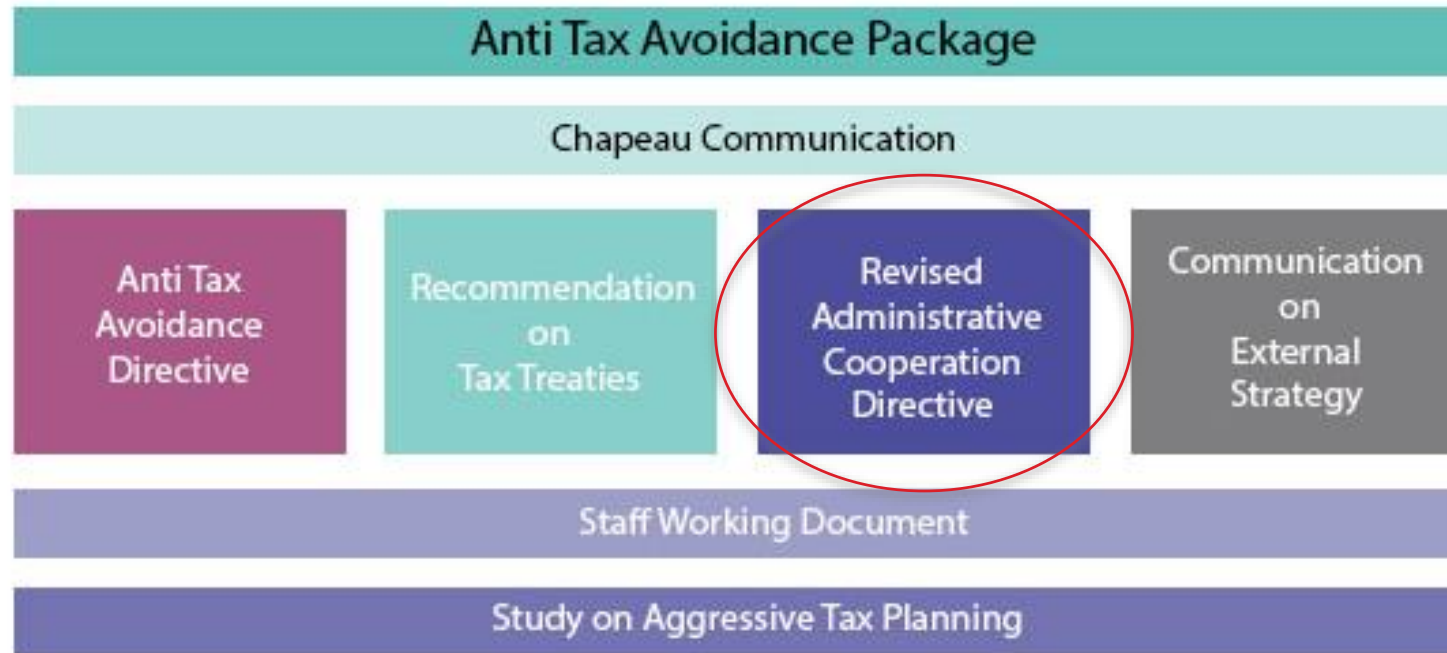 Anti Tax Avoidance Package
Chapeau Communication
Anti Tax
Avoidance
Directive
Recommendation
on
Tax Treaties
Revised
Administrative
Cooperation
Directive
Communication
on
External
Strategy
Staff Working Document
Study on Aggressive Tax Planning